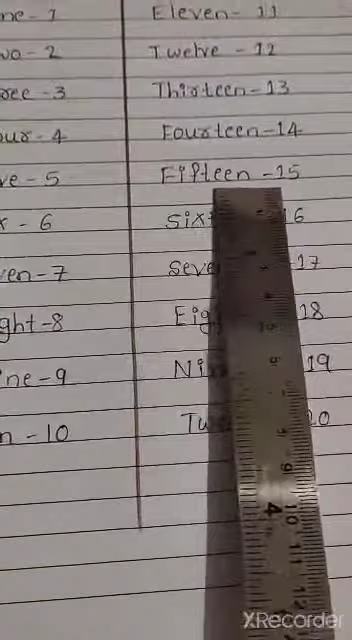 ne - 1
wo - 2
ree - 3
our - 4
ve - 5
x - 6
ven - 7
ght - 8
ine - 9
n - 10
Eleven - 11
Twelve - 12
Thirteen - 13
Fourteen - 14
Fifteen - 15
Six 16
Seve 17
Eig 18
Ni 19
Tw 20
4
9
10
11
12
XRecorder